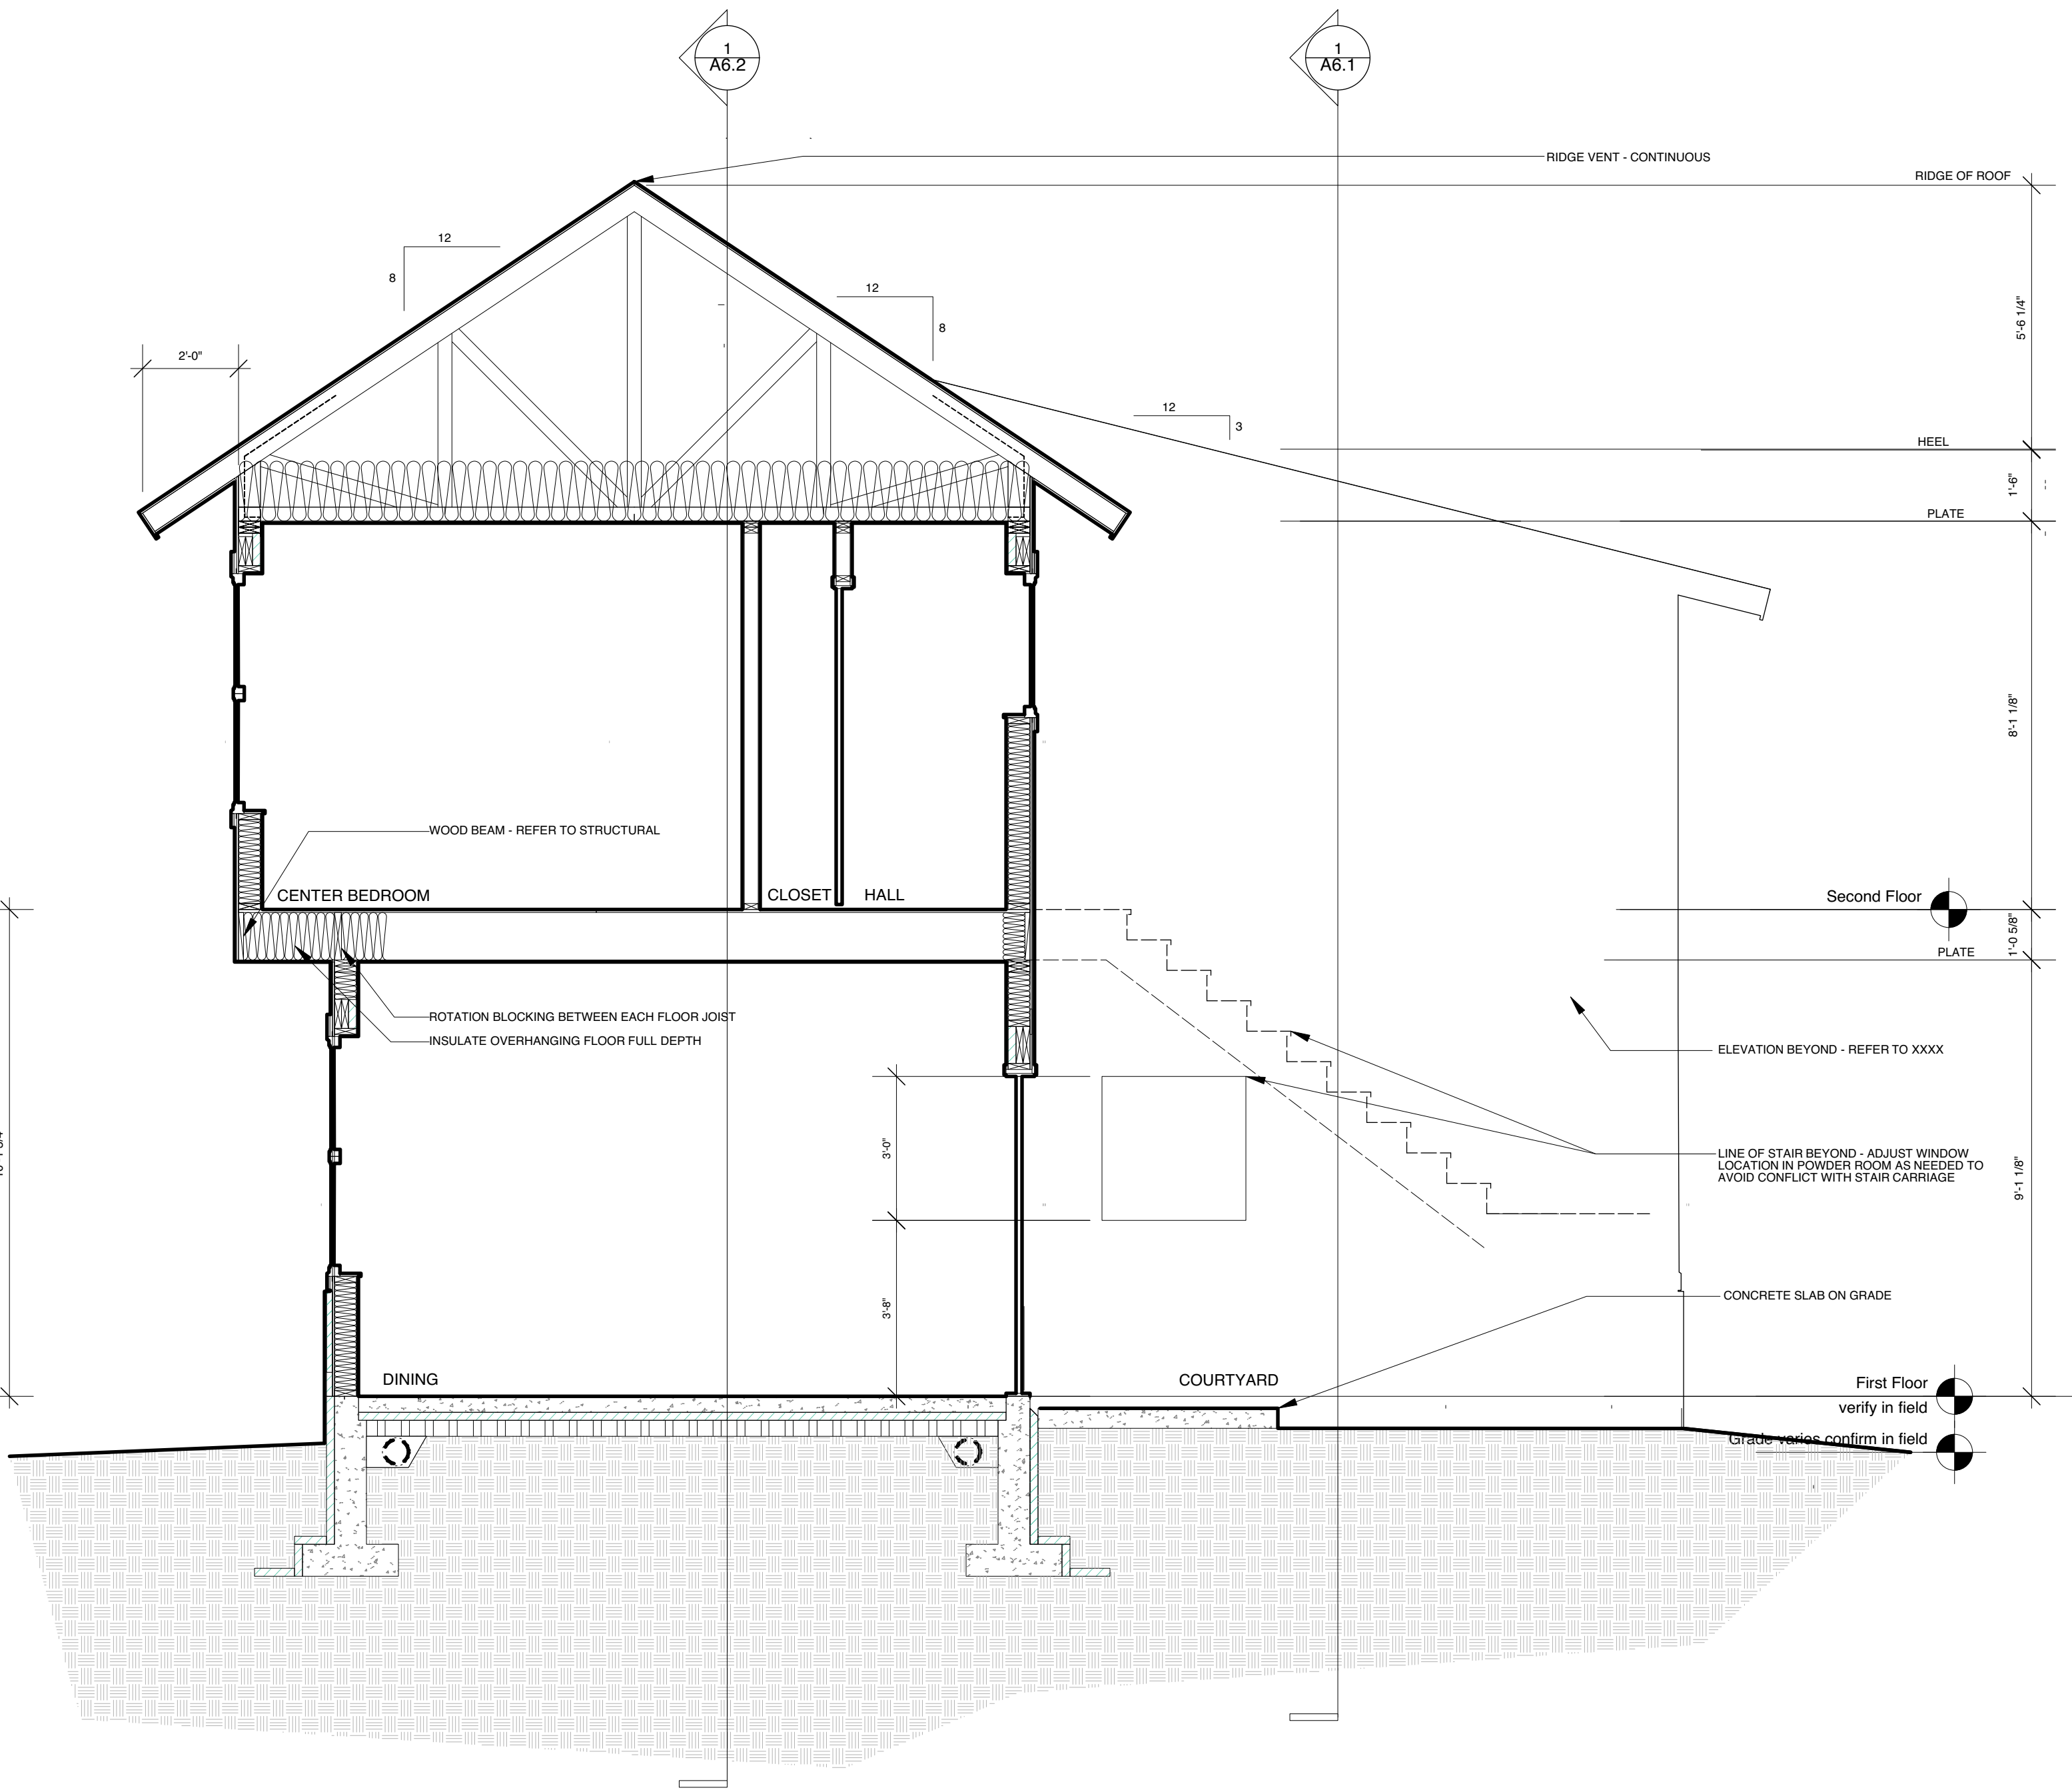 1
A6.2
1
A6.1
RIDGE VENT - CONTINUOUS
RIDGE OF ROOF
12
8
12
8
5'-6 1/4"
2'-0"
12
3
HEEL
1'-6"
PLATE
8'-1 1/8"
WOOD BEAM - REFER TO STRUCTURAL
CENTER BEDROOM
CLOSET
HALL
Second Floor
1'-0 5/8"
PLATE
ROTATION BLOCKING BETWEEN EACH FLOOR JOIST
INSULATE OVERHANGING FLOOR FULL DEPTH
ELEVATION BEYOND - REFER TO XXXX
3'-0"
LINE OF STAIR BEYOND - ADJUST WINDOW
LOCATION IN POWDER ROOM AS NEEDED TO
AVOID CONFLICT WITH STAIR CARRIAGE
9'-1 1/8"
3'-8"
CONCRETE SLAB ON GRADE
DINING
COURTYARD
First Floor
verify in field
Grade varies confirm in field